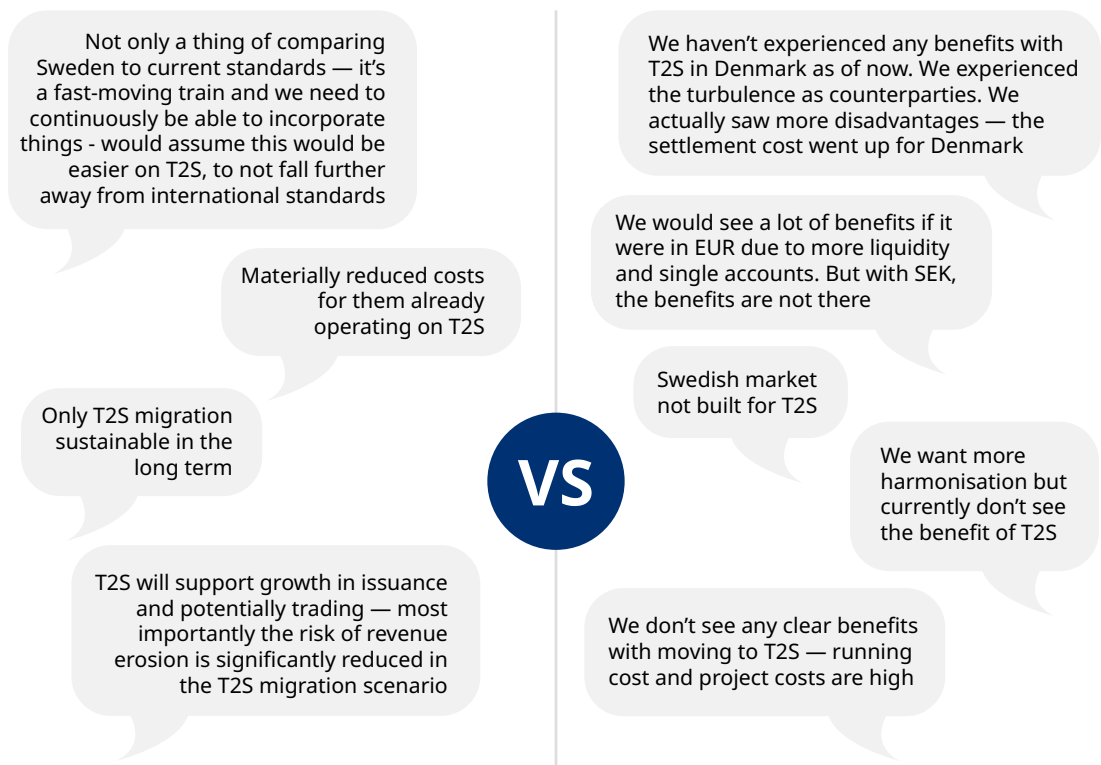 Not only a thing of comparing
Sweden to current standards — it’s
a fast-moving train and we need to
continuously be able to incorporate
things - would assume this would be
easier on T2S, to not fall further
away from international standards
Materially reduced costs
for them already
operating on T2S
Only T2S migration
sustainable in the
long term
T2S will support growth in issuance
and potentially trading — most
importantly the risk of revenue
erosion is significantly reduced in
the T2S migration scenario
VS
We haven’t experienced any benefits with
T2S in Denmark as of now. We experienced
the turbulence as counterparties. We
actually saw more disadvantages — the
settlement cost went up for Denmark
We would see a lot of benefits if it
were in EUR due to more liquidity
and single accounts. But with SEK,
the benefits are not there
Swedish market
not built for T2S
We want more
harmonisation but
currently don’t see
the benefit of T2S
We don’t see any clear benefits
with moving to T2S — running
cost and project costs are high